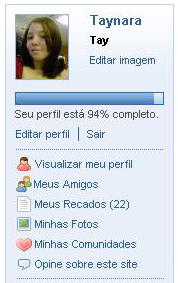 Taynara
Tay
Editar imagem
Seu perfil está 94% completo.
Editar perfil | Sair
Visualizar meu perfil
Meus Amigos
Meus Recados (22)
Minhas Fotos
Minhas Comunidades
Opine sobre este site